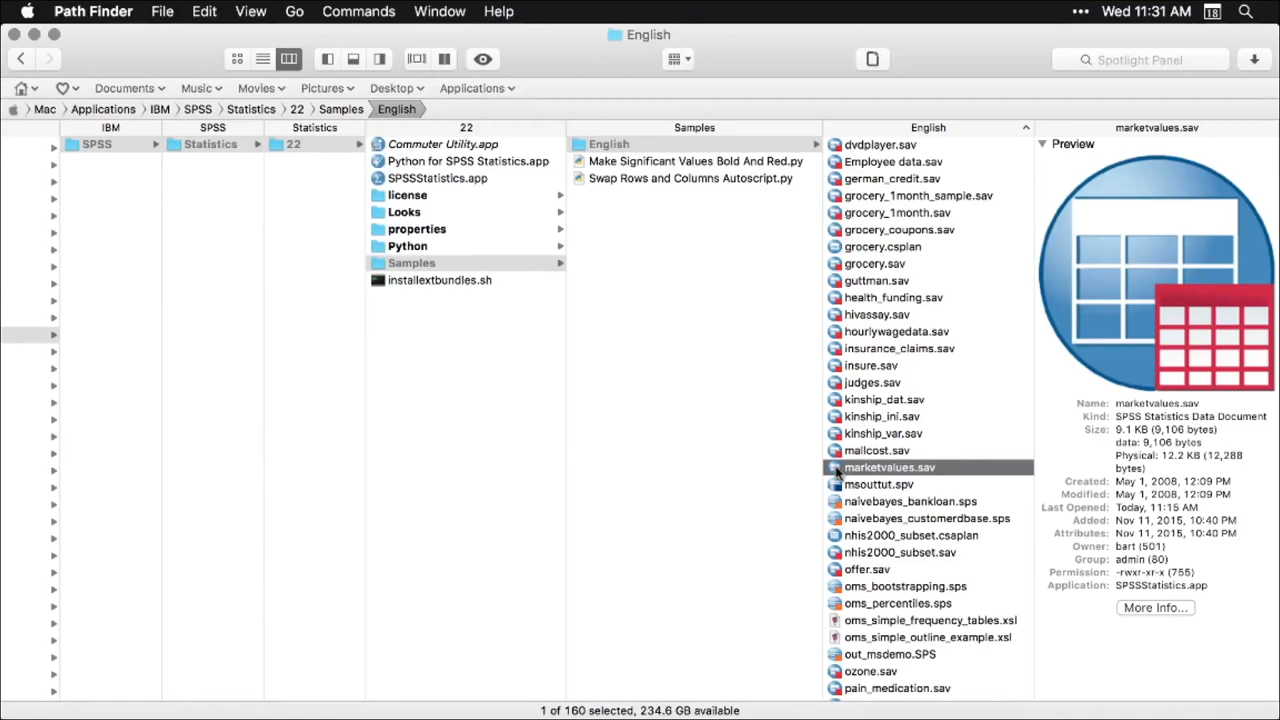 Path Finder File Edit View Go Commands Window Help ••• Wed 11:31 AM 18
English
Spotlight Panel
Documents Music Movies Pictures Desktop Applications
Mac Applications IBM SPSS Statistics 22 Samples English
IBM SPSS Statistics 22 Samples English marketvalues.sav
SPSS
Statistics
22
Commuter Utility.app
Python for SPSS Statistics.app
SPSSStatistics.app
license
Looks
properties
Python
Samples
installextbundles.sh
English
Make Significant Values Bold And Red.py
Swap Rows and Columns Autoscript.py
dvdplayer.sav
Employee data.sav
german_credit.sav
grocery_1month_sample.sav
grocery_1month.sav
grocery_coupons.sav
grocery.csplan
grocery.sav
guttman.sav
health_funding.sav
hivassay.sav
hourlywagedata.sav
insurance_claims.sav
insure.sav
judges.sav
kinship_dat.sav
kinship_ini.sav
kinship_var.sav
mallcost.sav
marketvalues.sav
msouttut.spv
naivebayes_bankloan.sps
naivebayes_customerdbase.sps
nhis2000_subset.csaplan
nhis2000_subset.sav
offer.sav
oms_bootstrapping.sps
oms_percentiles.sps
oms_simple_frequency_tables.xsl
oms_simple_outline_example.xsl
out_msdemo.SPS
ozone.sav
pain_medication.sav
Preview
Name: marketvalues.sav
Kind: SPSS Statistics Data Document
Size: 9.1 KB (9,106 bytes)
data: 9,106 bytes
Physical: 12.2 KB (12,288
bytes)
Created: May 1, 2008, 12:09 PM
Modified: May 1, 2008, 12:09 PM
Last Opened: Today, 11:15 AM
Added: Nov 11, 2015, 10:40 PM
Attributes: Nov 11, 2015, 10:40 PM
Owner: bart (501)
Group: admin (80)
Permission: -rwxr-xr-x (755)
Application: SPSSStatistics.app
More Info...
1 of 160 selected, 234.6 GB available